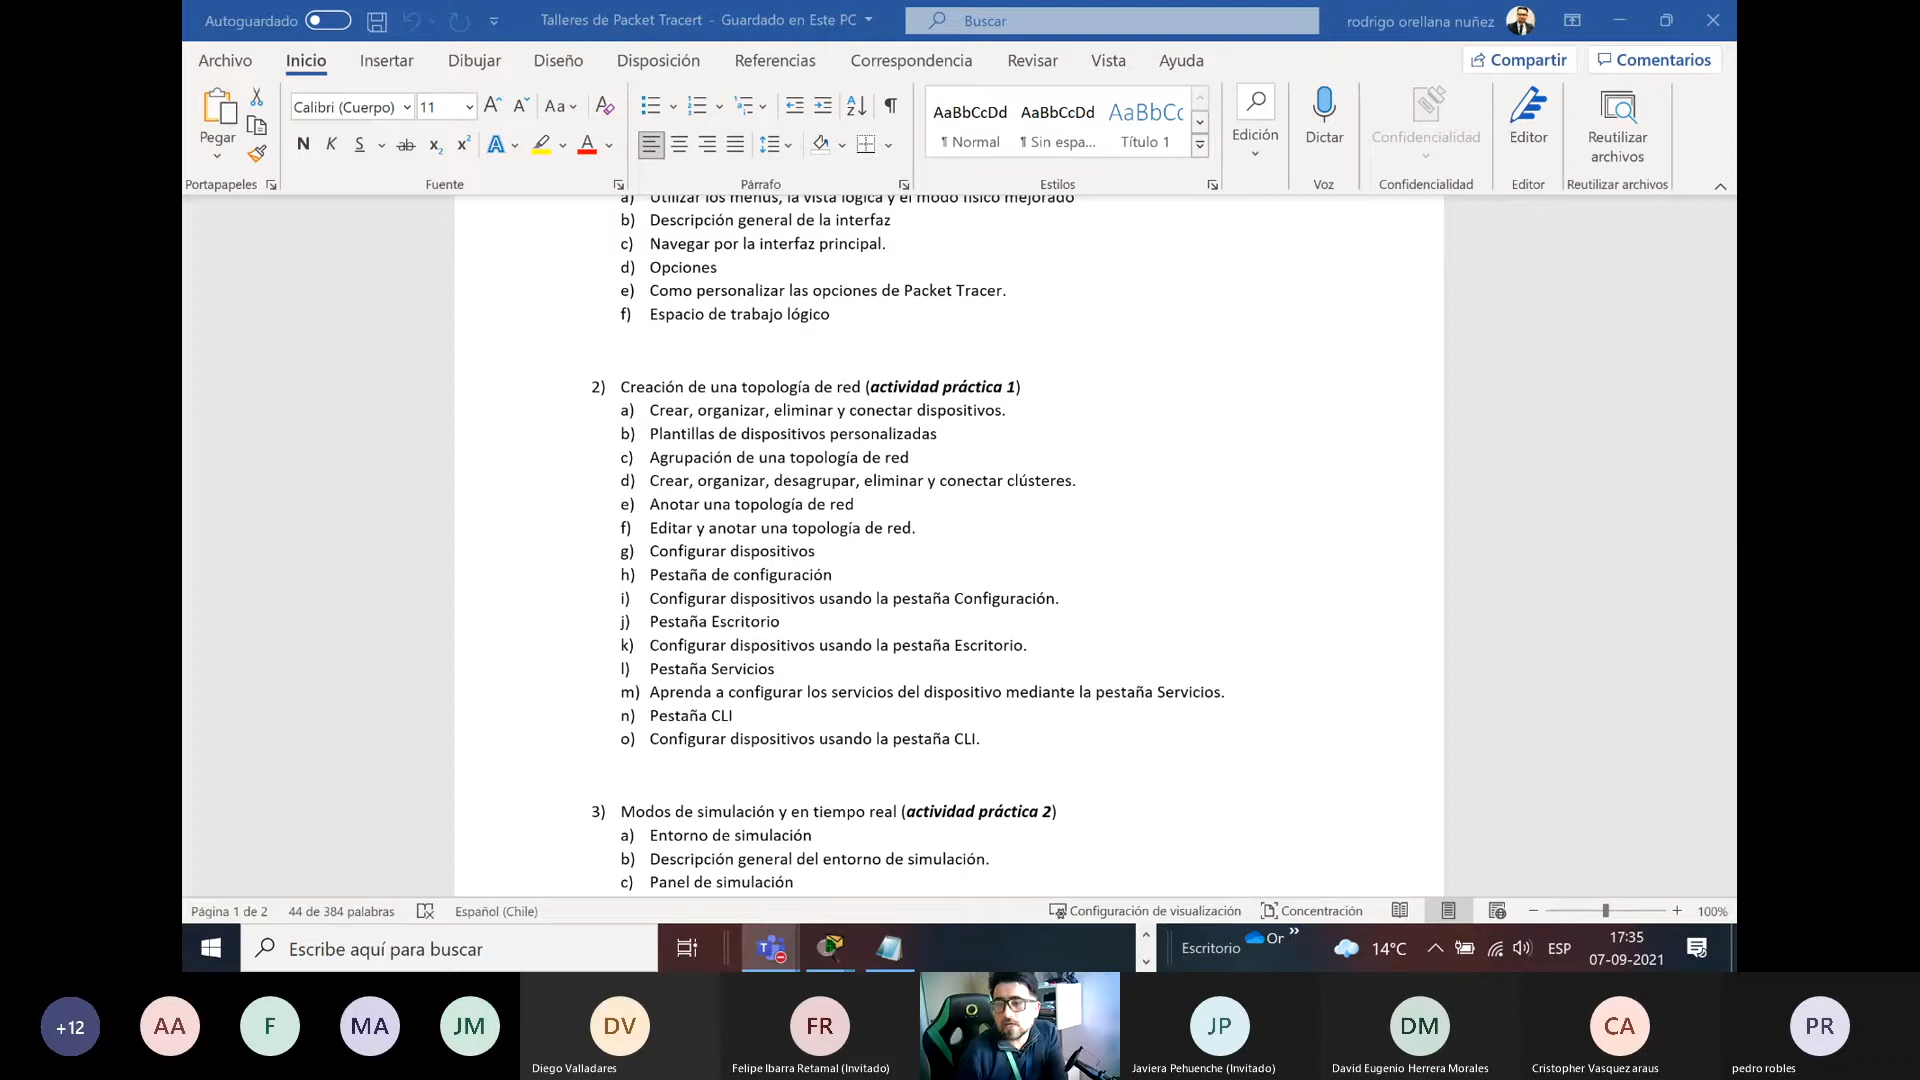 Autoguardado
Talleres de Packet Tracert - Guardado en Este PC
Buscar
rodrigo orellana nuñez
Archivo
Inicio
Insertar
Dibujar
Diseño
Disposición
Referencias
Correspondencia
Revisar
Vista
Ayuda
Compartir
Comentarios
Pegar
Calibri (Cuerpo)
11
AaBbCcDd
¶ Normal
AaBbCcDd
¶ Sin espa...
AaBbCc
Título 1
Edición
Dictar
Confidencialidad
Editor
Reutilizar
archivos
Portapapeles
Fuente
Párrafo
Estilos
Voz
Confidencialidad
Editor
Reutilizar archivos
a) Utilizar los menús, la vista lógica y el modo físico mejorado
b) Descripción general de la interfaz
c) Navegar por la interfaz principal.
d) Opciones
e) Como personalizar las opciones de Packet Tracer.
f) Espacio de trabajo lógico
2) Creación de una topología de red (actividad práctica 1)
a) Crear, organizar, eliminar y conectar dispositivos.
b) Plantillas de dispositivos personalizadas
c) Agrupación de una topología de red
d) Crear, organizar, desagrupar, eliminar y conectar clústeres.
e) Anotar una topología de red
f) Editar y anotar una topología de red.
g) Configurar dispositivos
h) Pestaña de configuración
i) Configurar dispositivos usando la pestaña Configuración.
j) Pestaña Escritorio
k) Configurar dispositivos usando la pestaña Escritorio.
l) Pestaña Servicios
m) Aprenda a configurar los servicios del dispositivo mediante la pestaña Servicios.
n) Pestaña CLI
o) Configurar dispositivos usando la pestaña CLI.
3) Modos de simulación y en tiempo real (actividad práctica 2)
a) Entorno de simulación
b) Descripción general del entorno de simulación.
c) Panel de simulación
Página 1 de 2
44 de 384 palabras
Español (Chile)
Configuración de visualización
Concentración
100%
Escribe aquí para buscar
Escritorio
Or
14°C
ESP
17:35
07-09-2021
+12
AA
F
MA
JM
DV
Diego Valladares
FR
Felipe Ibarra Retamal (Invitado)
JP
Javiera Pehuenche (Invitado)
DM
David Eugenio Herrera Morales
CA
Cristopher Vasquez araus
PR
pedro robles